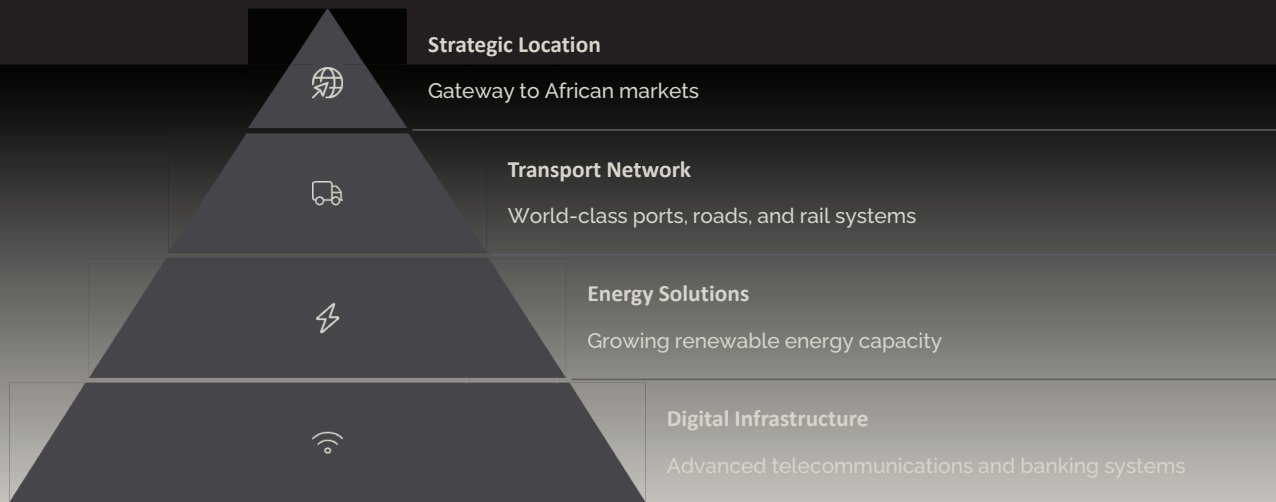 Strategic Location
Gateway to African markets
Transport Network
World-class ports, roads, and rail systems
Energy Solutions
Growing renewable energy capacity
Digital Infrastructure
Advanced telecommunications and banking systems